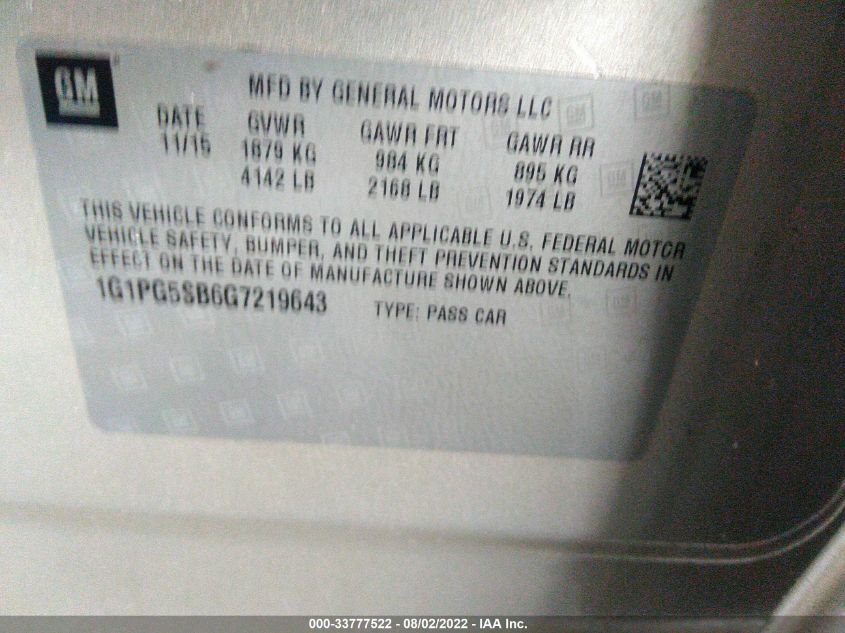 GM
MFD BY GENERAL MOTORS LLC
DATE GVWR GAWR FRT GAWR RR
11/15 1879 KG 984 KG 895 KG
4142 LB 2168 LB 1974 LB
THIS VEHICLE CONFORMS TO ALL APPLICABLE U.S. FEDERAL MOTOR
VEHICLE SAFETY, BUMPER, AND THEFT PREVENTION STANDARDS IN
EFFECT ON THE DATE OF MANUFACTURE SHOWN ABOVE.
1G1PG5SB6G7219643 TYPE: PASS CAR
000-33777522 - 08/02/2022 - IAA Inc.